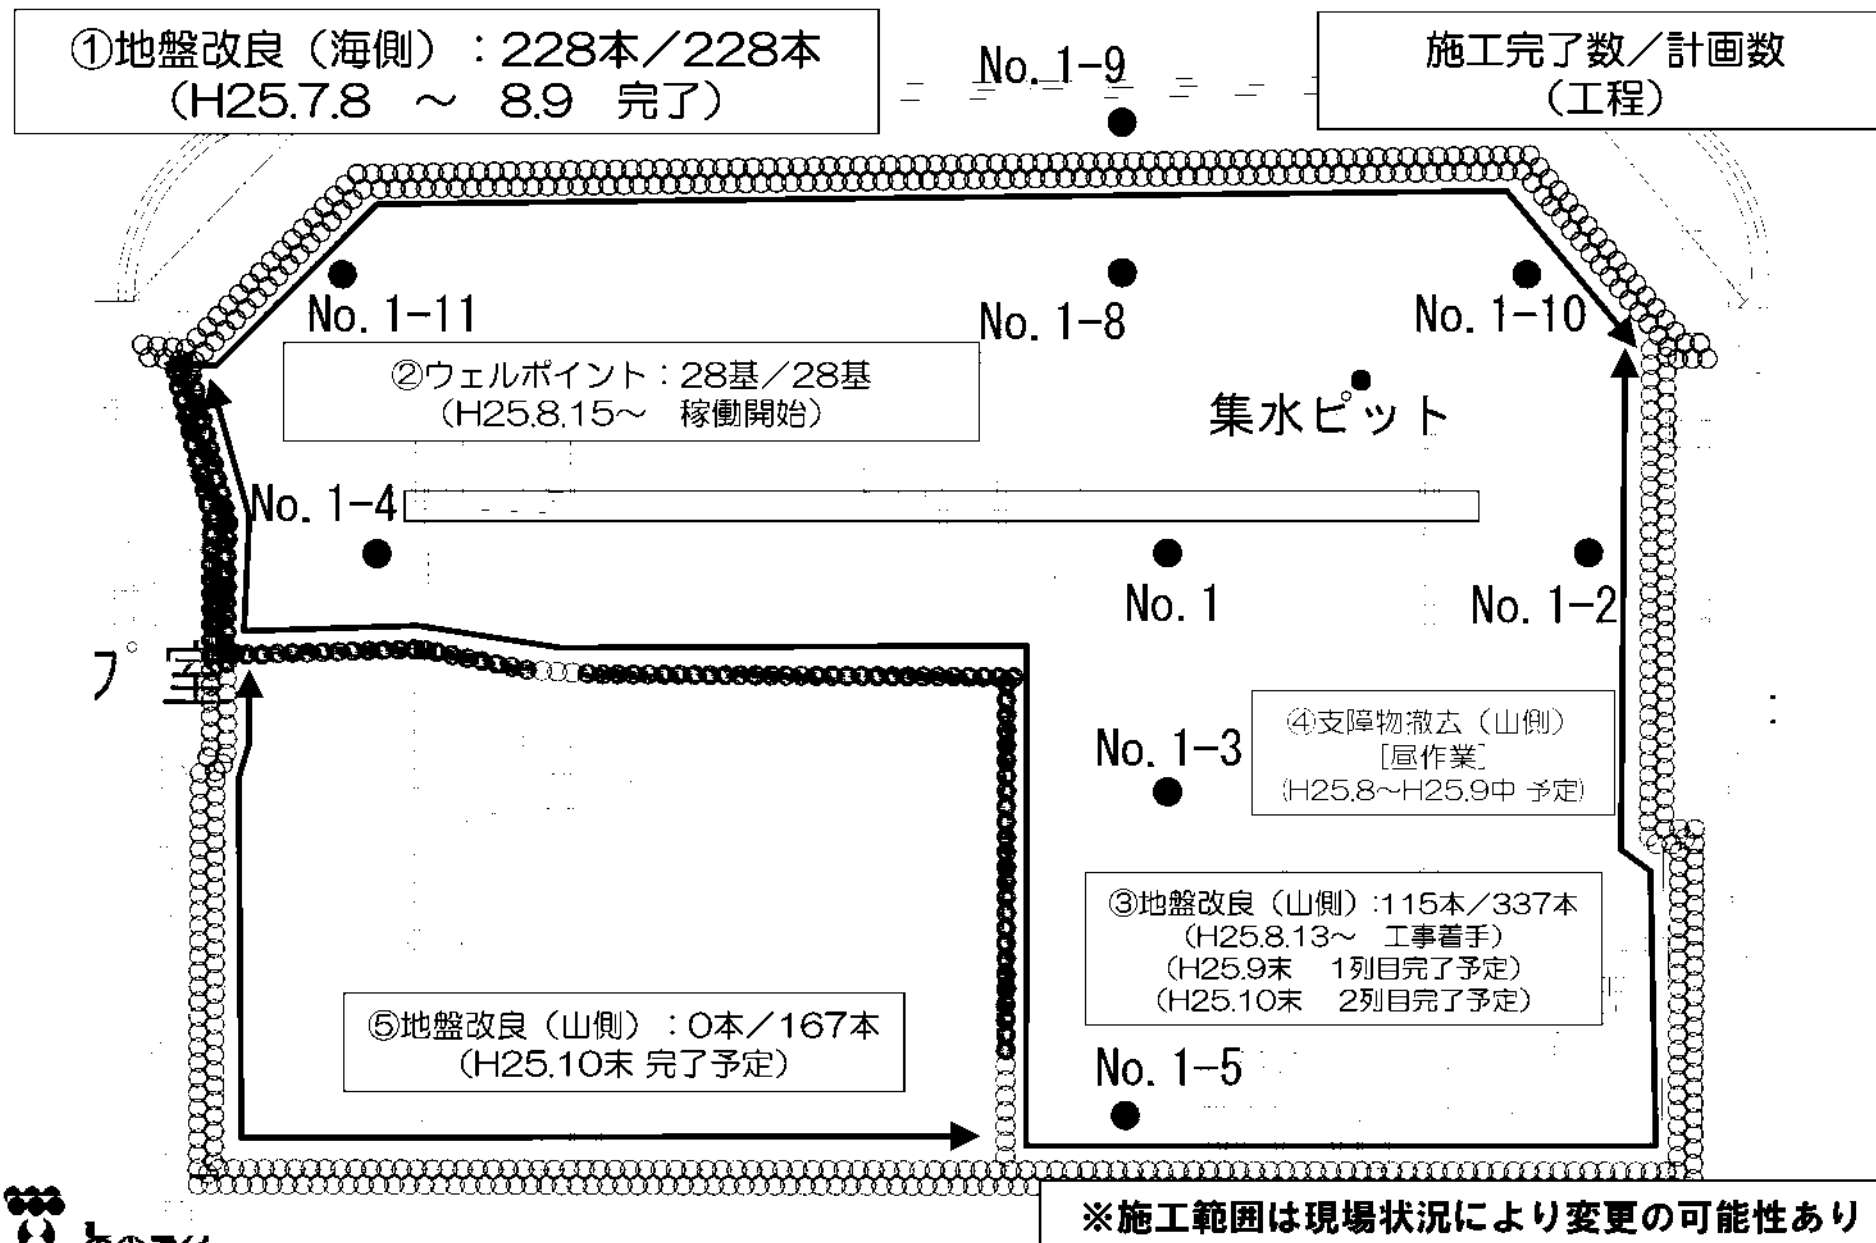 ①地盤改良（海側）：228本／228本
（H25.7.8　～　8.9　完了）
No. 1-9
施工完了数／計画数
（工程）
No. 1-11
No. 1-8
No. 1-10
②ウェルポイント：28基／28基
（H25.8.15～　稼働開始）
集水ピット
No. 1-4
No. 1
No. 1-2
プ室
No. 1-3
④支障物撤去（山側）
[昼作業]
（H25.8～H25.9中 予定）
③地盤改良（山側）：115本／337本
（H25.8.13～　工事着手）
（H25.9末　1列目完了予定）
（H25.10末　2列目完了予定）
⑤地盤改良（山側）：0本／167本
（H25.10末 完了予定）
No. 1-5
※施工範囲は現場状況により変更の可能性あり